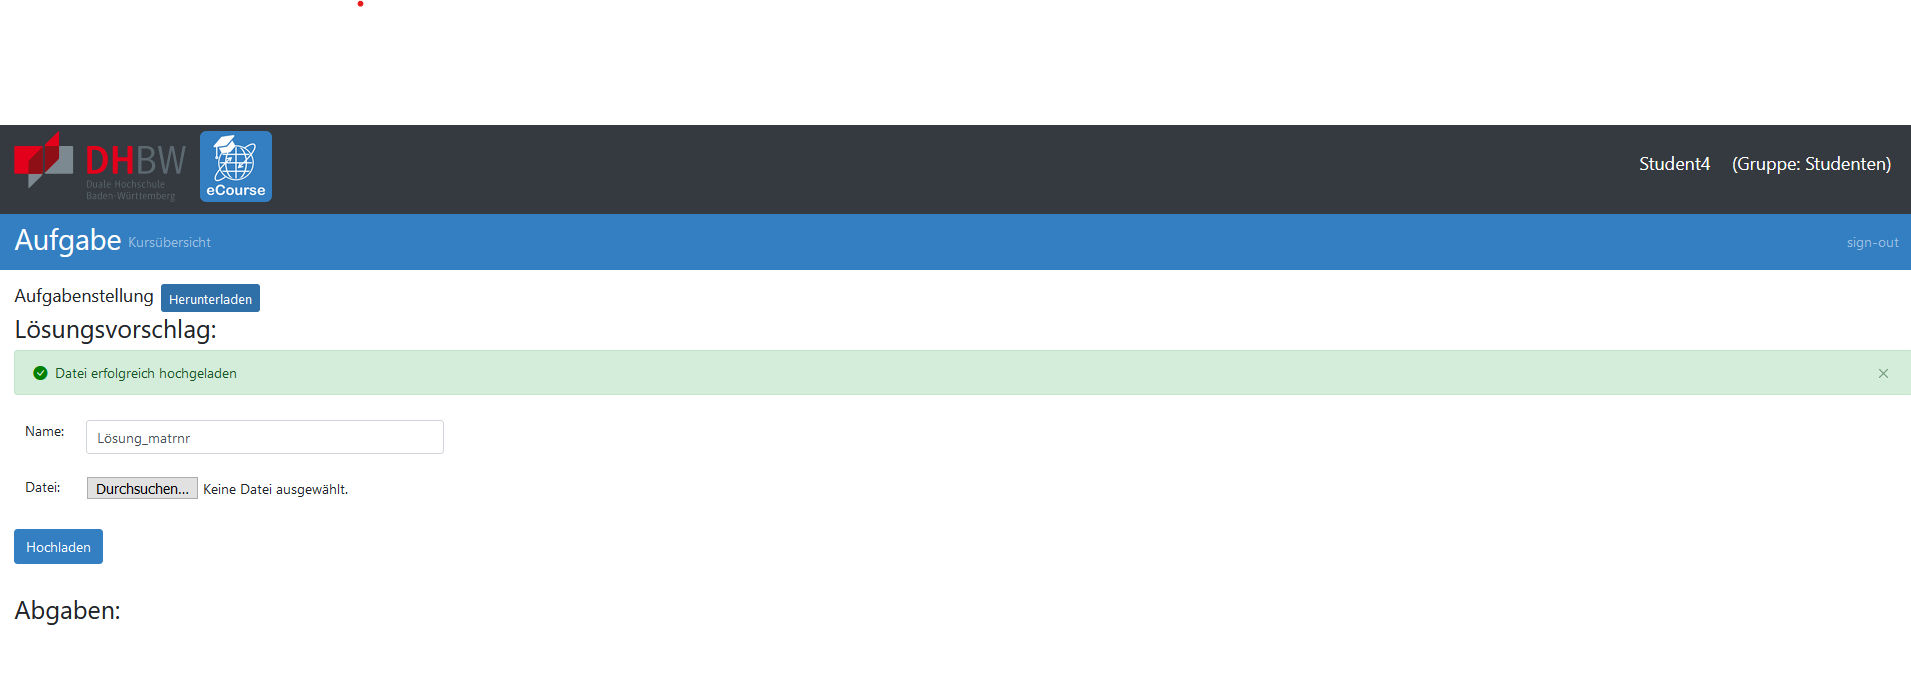 DHBW
Duale Hochschule
Baden-Württemberg
eCourse
Student4 (Gruppe: Studenten)
Aufgabe Kursübersicht sign-out
Aufgabenstellung Herunterladen
Lösungsvorschlag:
Datei erfolgreich hochgeladen ×
Name: Lösung_matrnr
Datei: Durchsuchen... Keine Datei ausgewählt.
Hochladen
Abgaben: